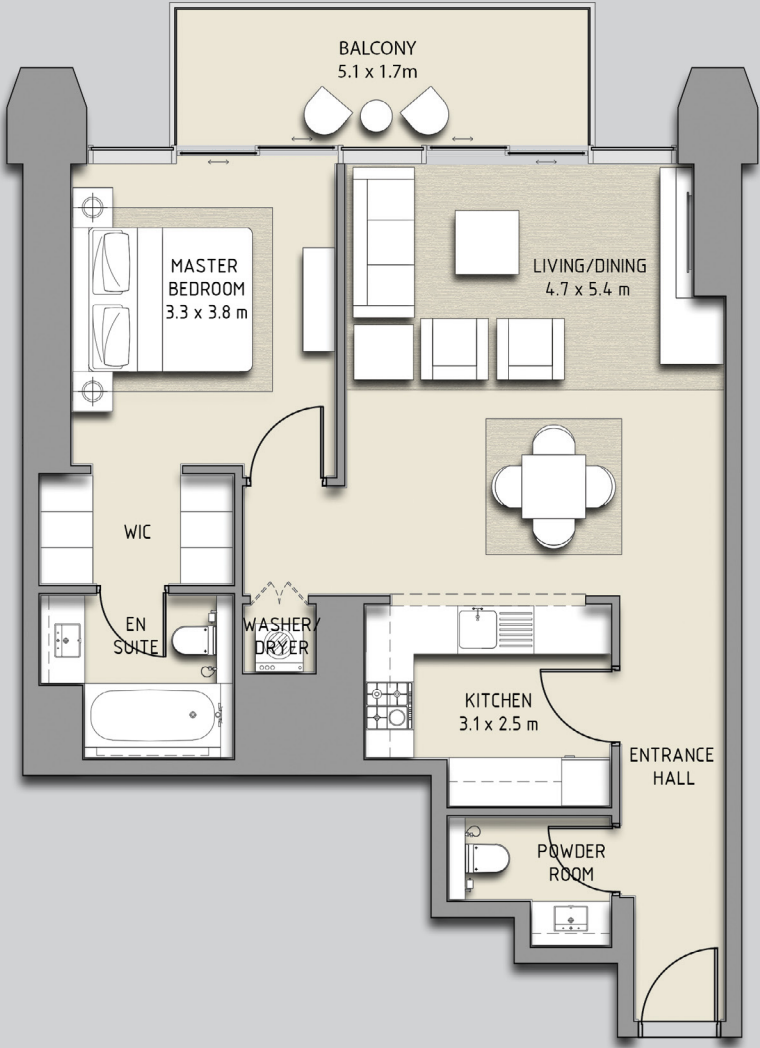 BALCONY
5.1 x 1.7m
MASTER
BEDROOM
3.3 x 3.8 m
LIVING/DINING
4.7 x 5.4 m
WIC
EN
SUITE
WASHER/
DRYER
KITCHEN
3.1 x 2.5 m
ENTRANCE
HALL
POWDER
ROOM